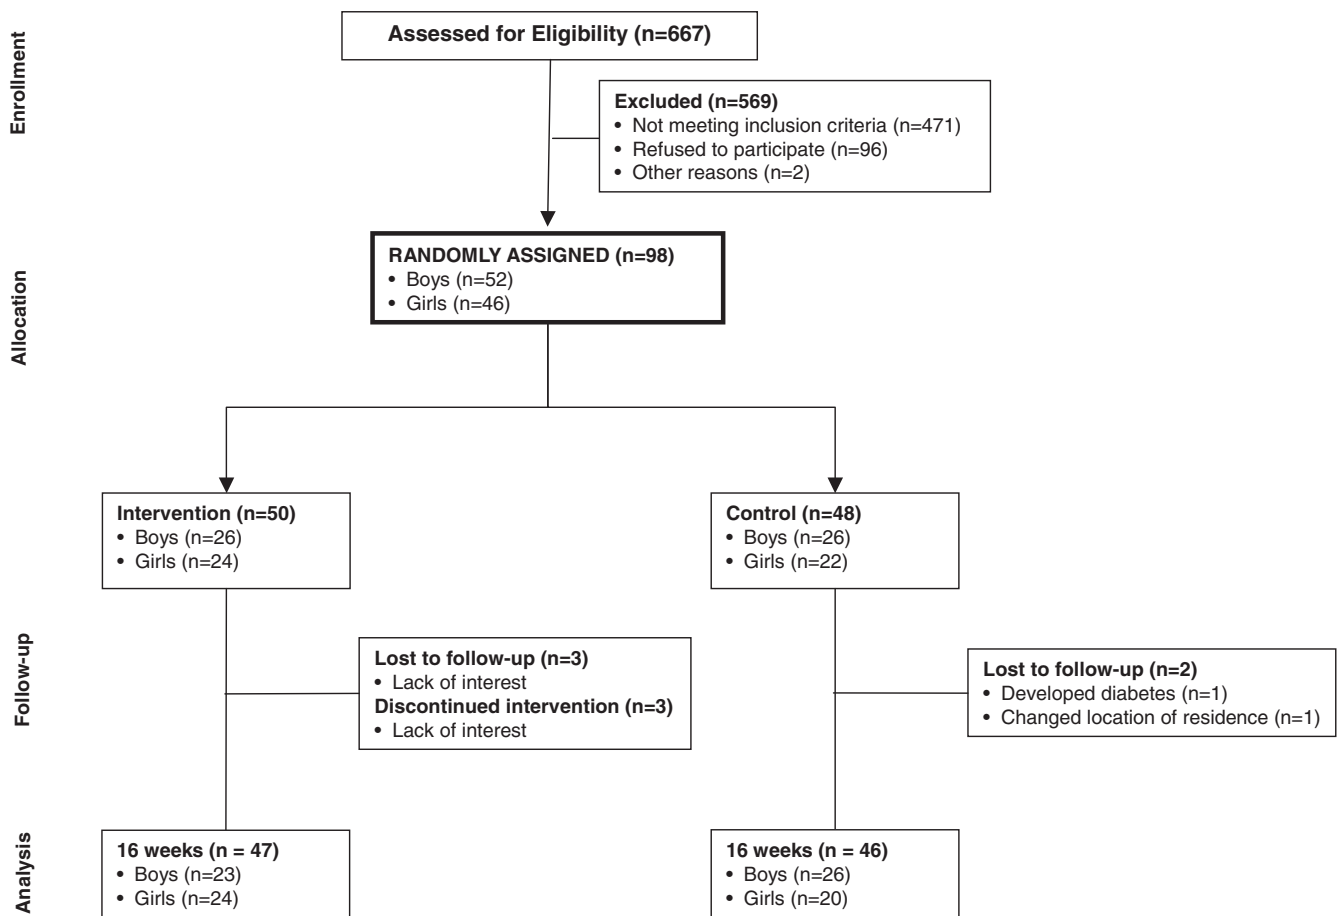 Enrollment
Assessed for Eligibility (n=667)
Excluded (n=569)
• Not meeting inclusion criteria (n=471)
• Refused to participate (n=96)
• Other reasons (n=2)
Allocation
RANDOMLY ASSIGNED (n=98)
• Boys (n=52)
• Girls (n=46)
Intervention (n=50)
• Boys (n=26)
• Girls (n=24)
Control (n=48)
• Boys (n=26)
• Girls (n=22)
Follow-up
Lost to follow-up (n=3)
• Lack of interest
Discontinued intervention (n=3)
• Lack of interest
Lost to follow-up (n=2)
• Developed diabetes (n=1)
• Changed location of residence (n=1)
Analysis
16 weeks (n = 47)
• Boys (n=23)
• Girls (n=24)
16 weeks (n = 46)
• Boys (n=26)
• Girls (n=20)